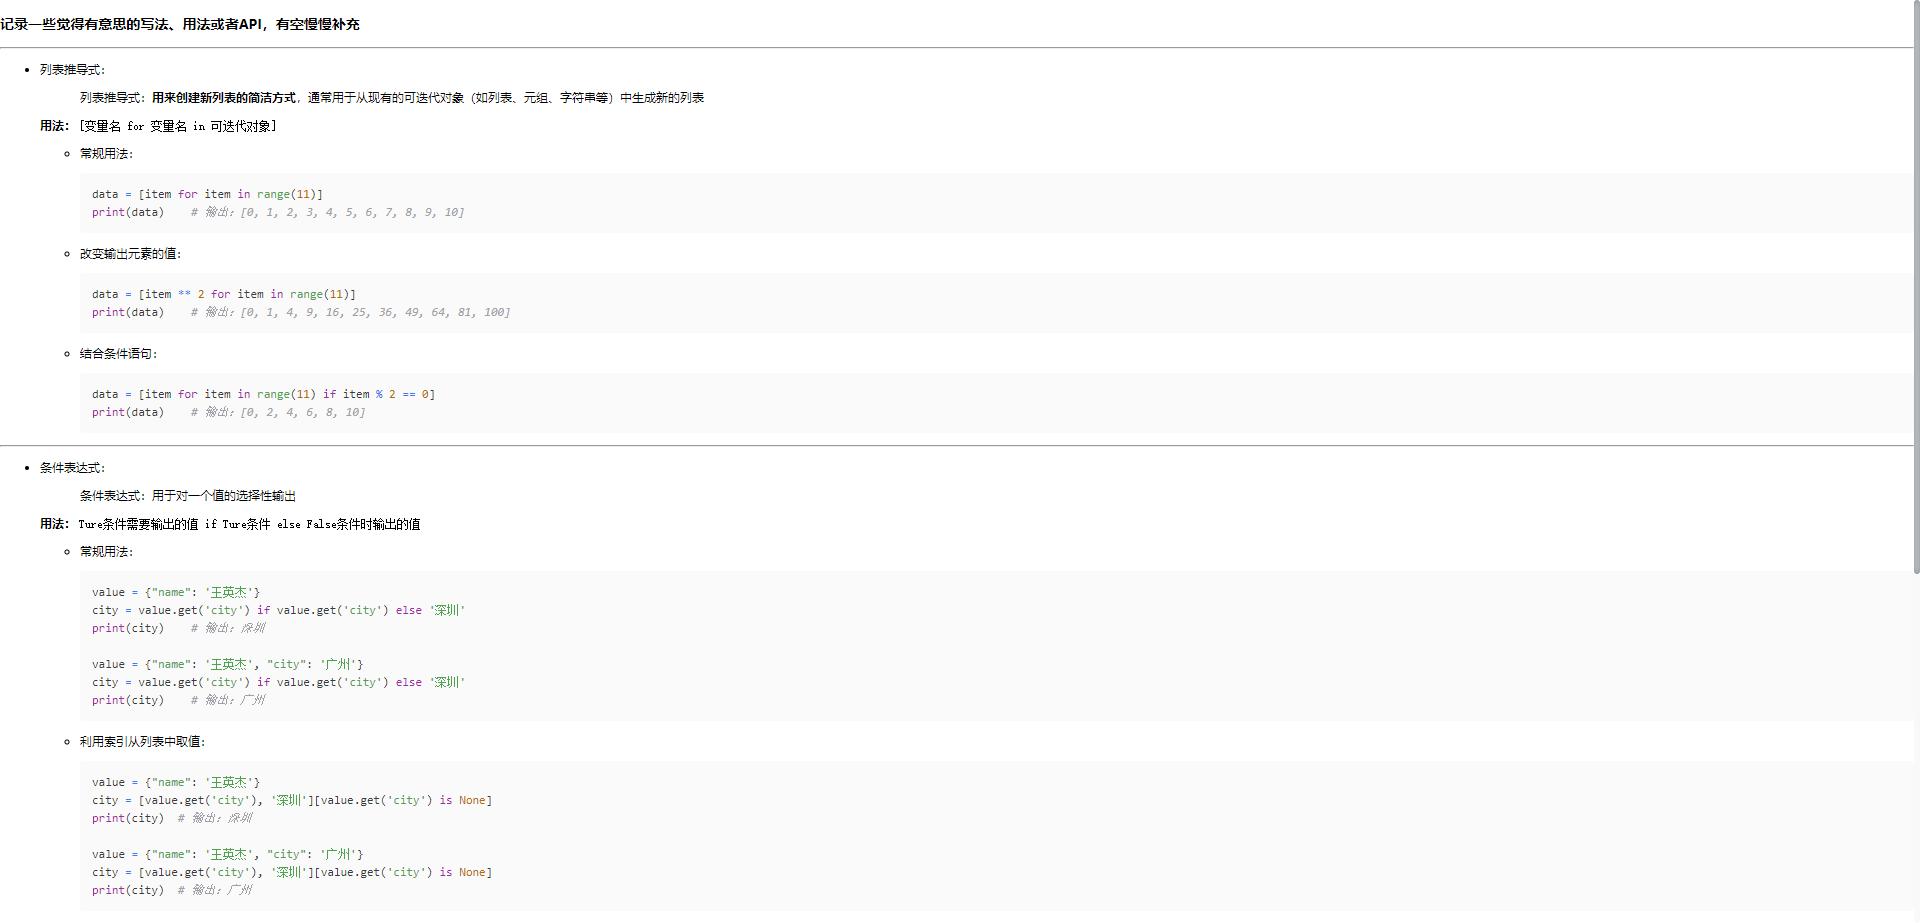 记录一些觉得有意思的写法、用法或者API，有空慢慢补充
列表推导式：
列表推导式：用来创建新列表的简洁方式，通常用于从现有的可迭代对象（如列表、元组、字符串等）中生成新的列表
用法： [变量名 for 变量名 in 可迭代对象]
常规用法：
data = [item for item in range(11)]
print(data)    # 输出：[0, 1, 2, 3, 4, 5, 6, 7, 8, 9, 10]
改变输出元素的值：
data = [item ** 2 for item in range(11)]
print(data)    # 输出：[0, 1, 4, 9, 16, 25, 36, 49, 64, 81, 100]
结合条件语句：
data = [item for item in range(11) if item % 2 == 0]
print(data)    # 输出：[0, 2, 4, 6, 8, 10]
条件表达式：
条件表达式：用于对一个值的选择性输出
用法： Ture条件需要输出的值 if Ture条件 else False条件时输出的值
常规用法：
value = {"name": '王英杰'}
city = value.get('city') if value.get('city') else '深圳'
print(city)    # 输出：深圳
value = {"name": '王英杰', "city": '广州'}
city = value.get('city') if value.get('city') else '深圳'
print(city)    # 输出：广州
利用索引从列表中取值：
value = {"name": '王英杰'}
city = [value.get('city'), '深圳'][value.get('city') is None]
print(city)  # 输出：深圳
value = {"name": '王英杰', "city": '广州'}
city = [value.get('city'), '深圳'][value.get('city') is None]
print(city)  # 输出：广州